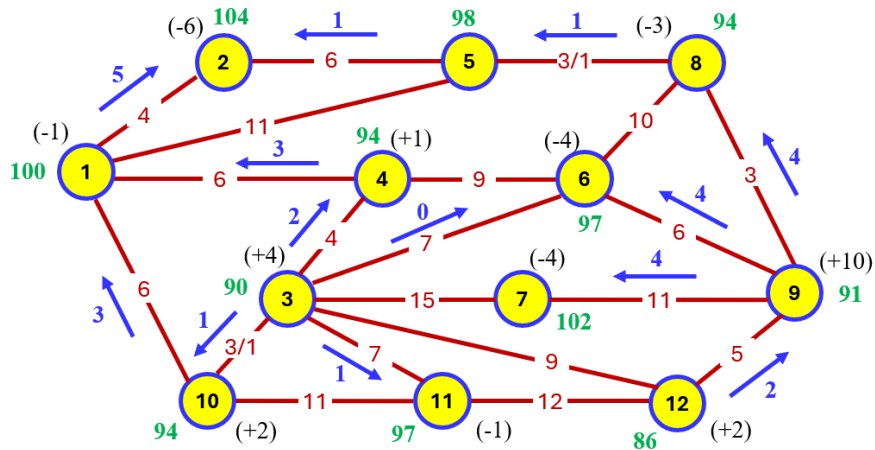 104 98 1 1 94
(-6) (-3)
2 6 5 3/1 8
5
4
11 10
(-1) 94 (+1) (-4)
3 4
100 1 6 4 9 6 3
2 0 4
4 97
(+4) 7 (-4) 6
4 (+10)
90 3 15 7 11 9 91
6 102
3 1
3/1 7 9 5
1 2
10 11 11 12 12
94 (+2) 97 (-1) 86 (+2)